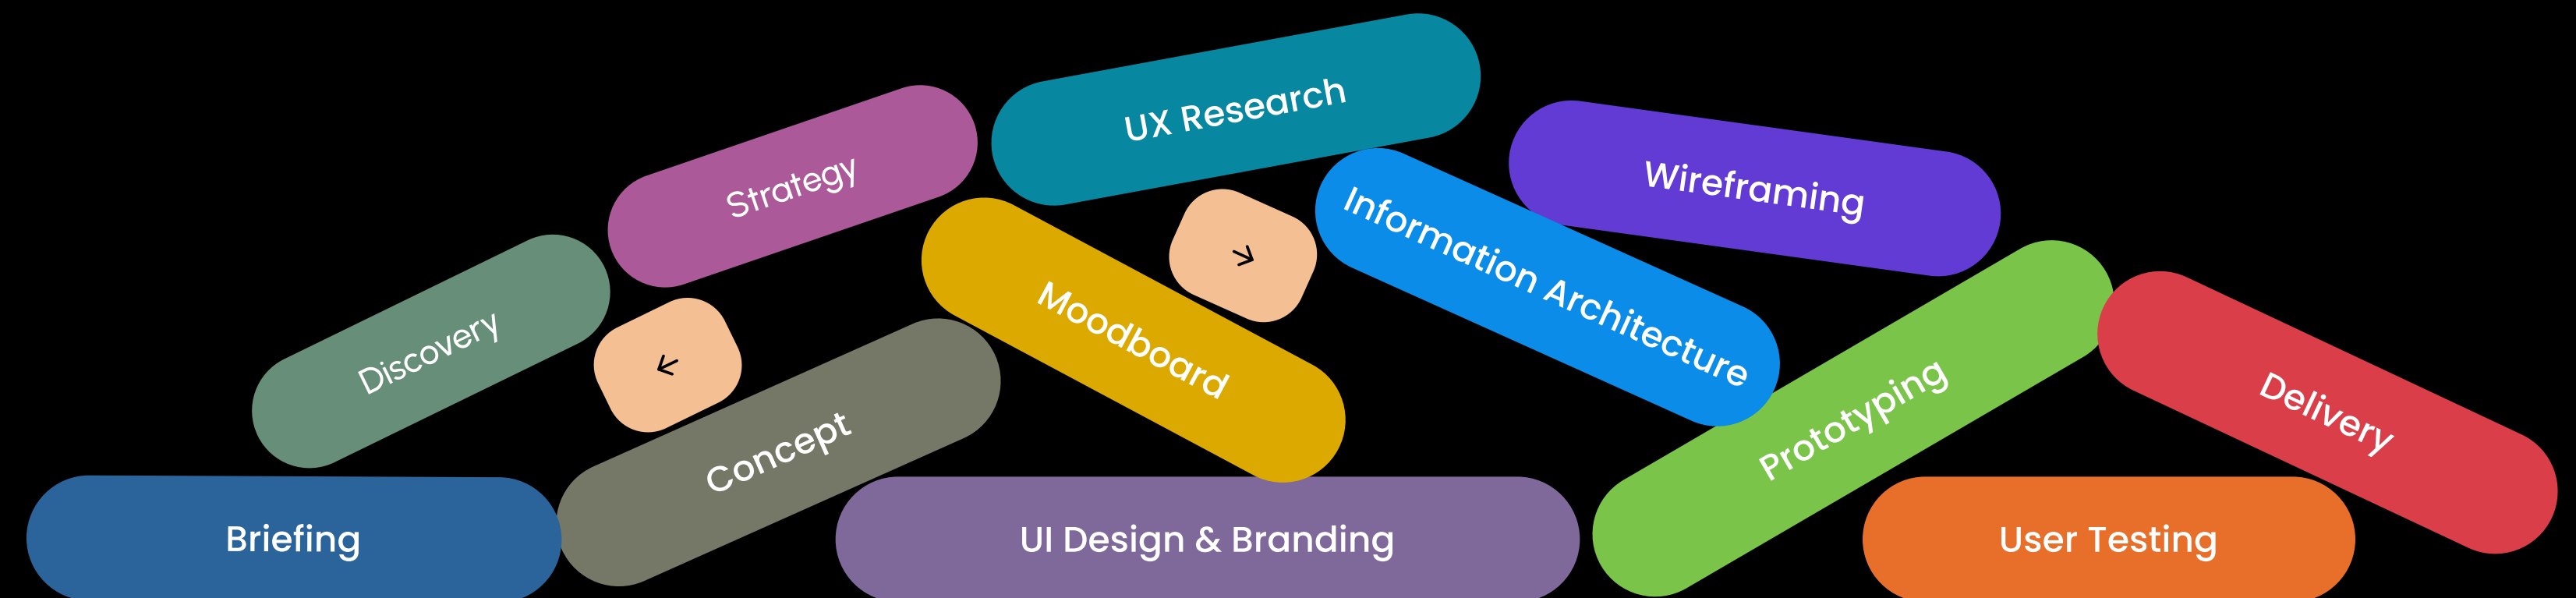 UX Research
Strategy
Wireframing
Information Architecture
Discovery
Moodboard
Concept
Prototyping
Delivery
Briefing
UI Design & Branding
User Testing